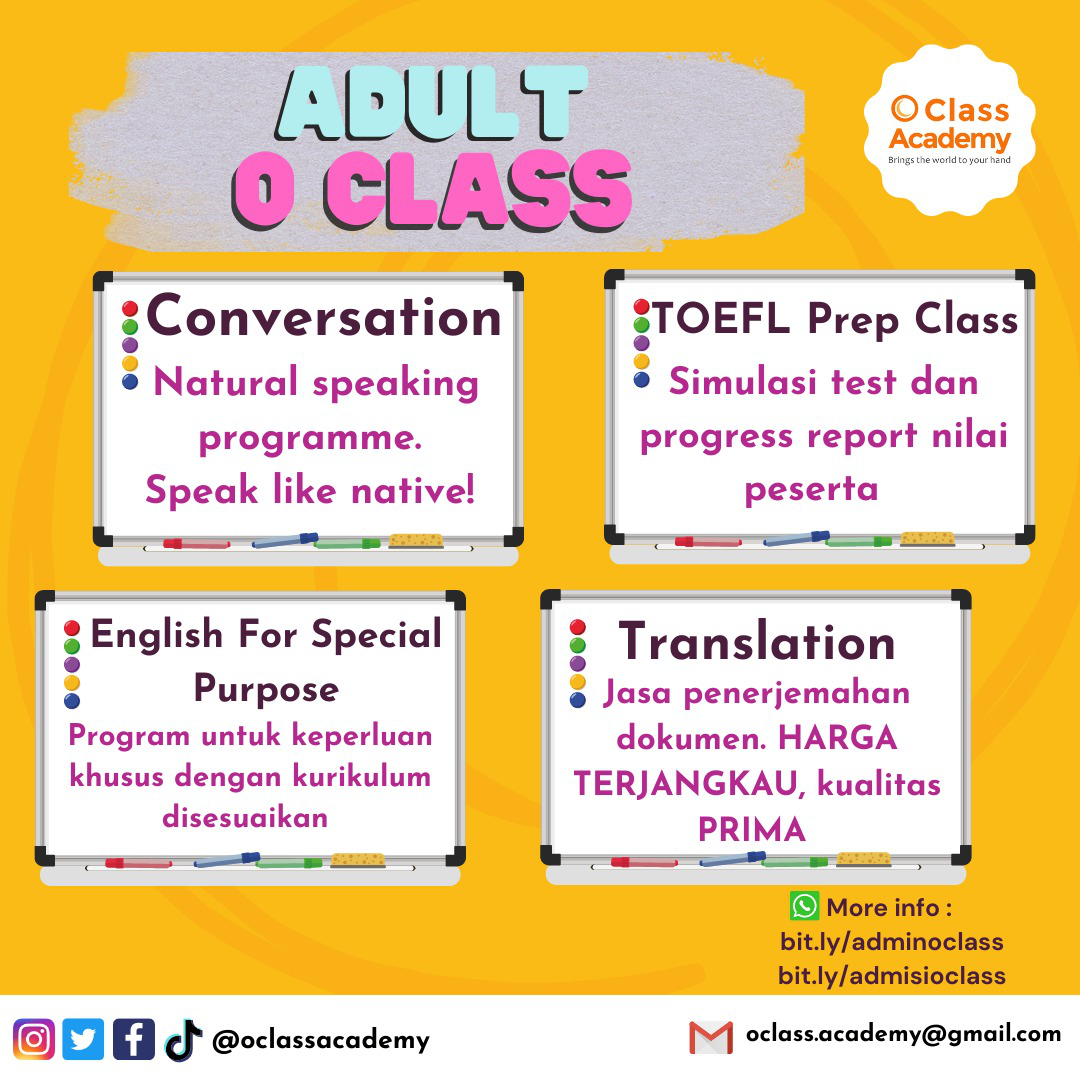 ADULT
O CLASS
O Class
Academy
Brings the world to your hand
Conversation
Natural speaking
programme.
Speak like native!
TOEFL Prep Class
Simulasi test dan
progress report nilai
peserta
English For Special
Purpose
Program untuk keperluan
khusus dengan kurikulum
disesuaikan
Translation
Jasa penerjemahan
dokumen. HARGA
TERJANGKAU, kualitas
PRIMA
More info :
bit.ly/adminoclass
bit.ly/admisioclass
@oclassacademy
oclass.academy@gmail.com